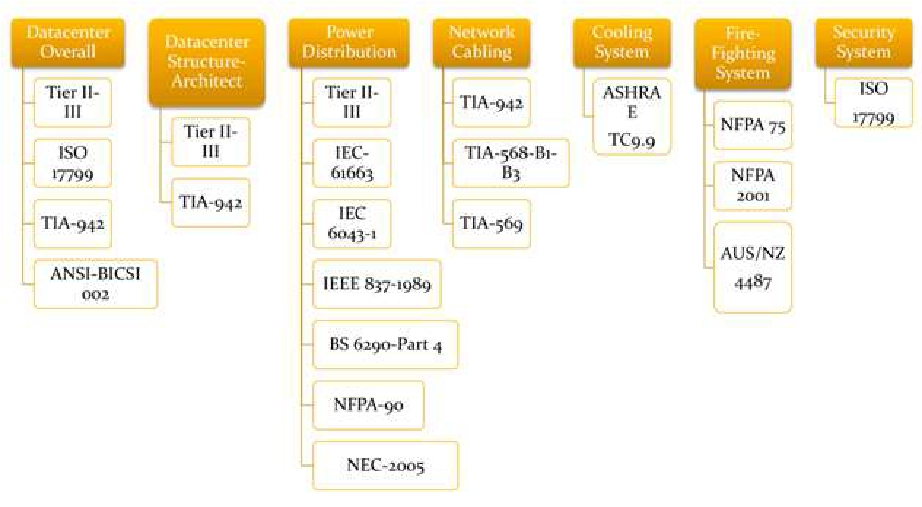 Datacenter
Overall
Tier II-
III
ISO
17799
TIA-942
ANSI-BICSI
002
Datacenter
Structure-
Architect
Tier II-
III
TIA-942
Power
Distribution
Tier II-
III
IEC-
61663
IEC
6043-1
IEEE 837-1989
BS 6290-Part 4
NFPA-90
NEC-2005
Network
Cabling
TIA-942
TIA-568-B1-
B3
TIA-569
Cooling
System
ASHRA
E
TC9.9
Fire-
Fighting
System
NFPA 75
NFPA
2001
AUS/NZ
4487
Security
System
ISO
17799